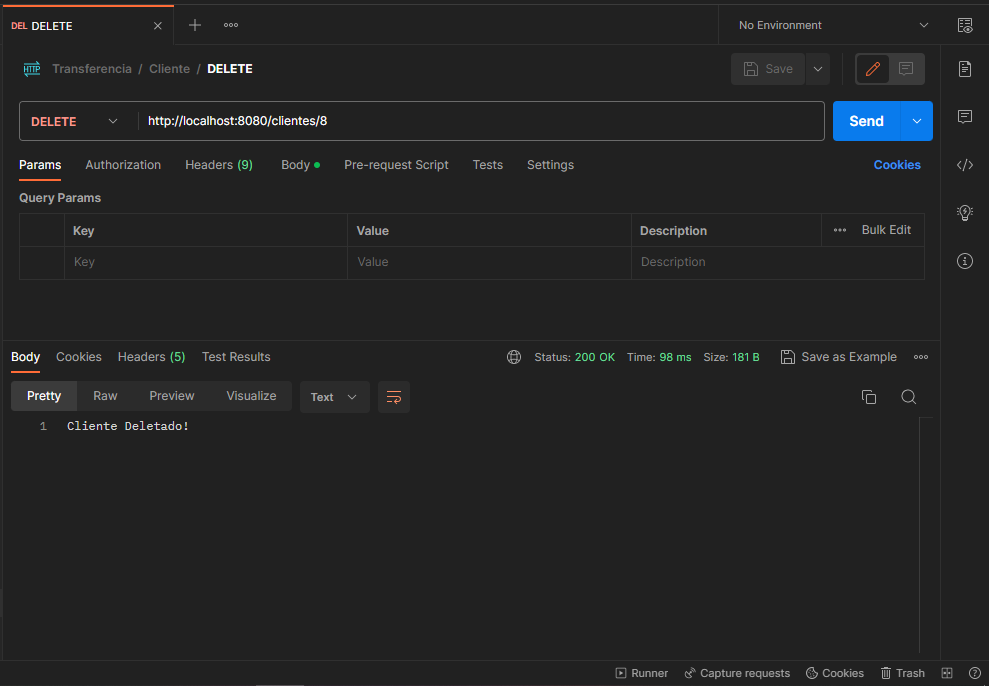 DEL DELETE
No Environment
HTTP Transferencia / Cliente / DELETE
Save
DELETE http://localhost:8080/clientes/8
Send
Params Authorization Headers (9) Body Pre-request Script Tests Settings Cookies
Query Params
Key Value Description Bulk Edit
Key Value Description
Body Cookies Headers (5) Test Results Status: 200 OK Time: 98 ms Size: 181 B Save as Example
Pretty Raw Preview Visualize Text
1 Cliente Deletado!
Runner Capture requests Cookies Trash